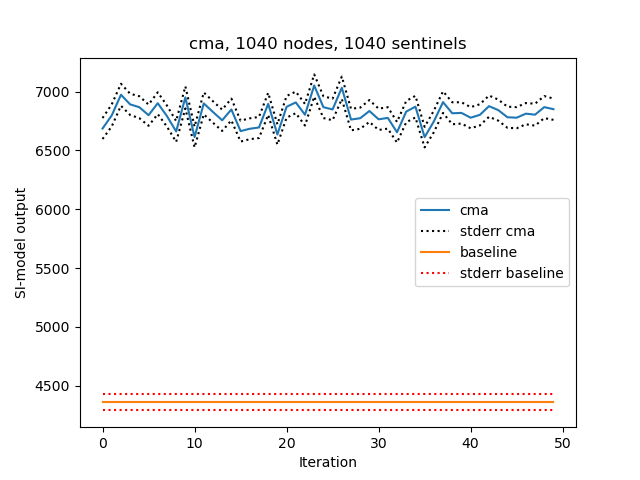 cma, 1040 nodes, 1040 sentinels
SI-model output
7000
6500
6000
5500
5000
4500
cma
stderr cma
baseline
stderr baseline
0 10 20 30 40 50
Iteration